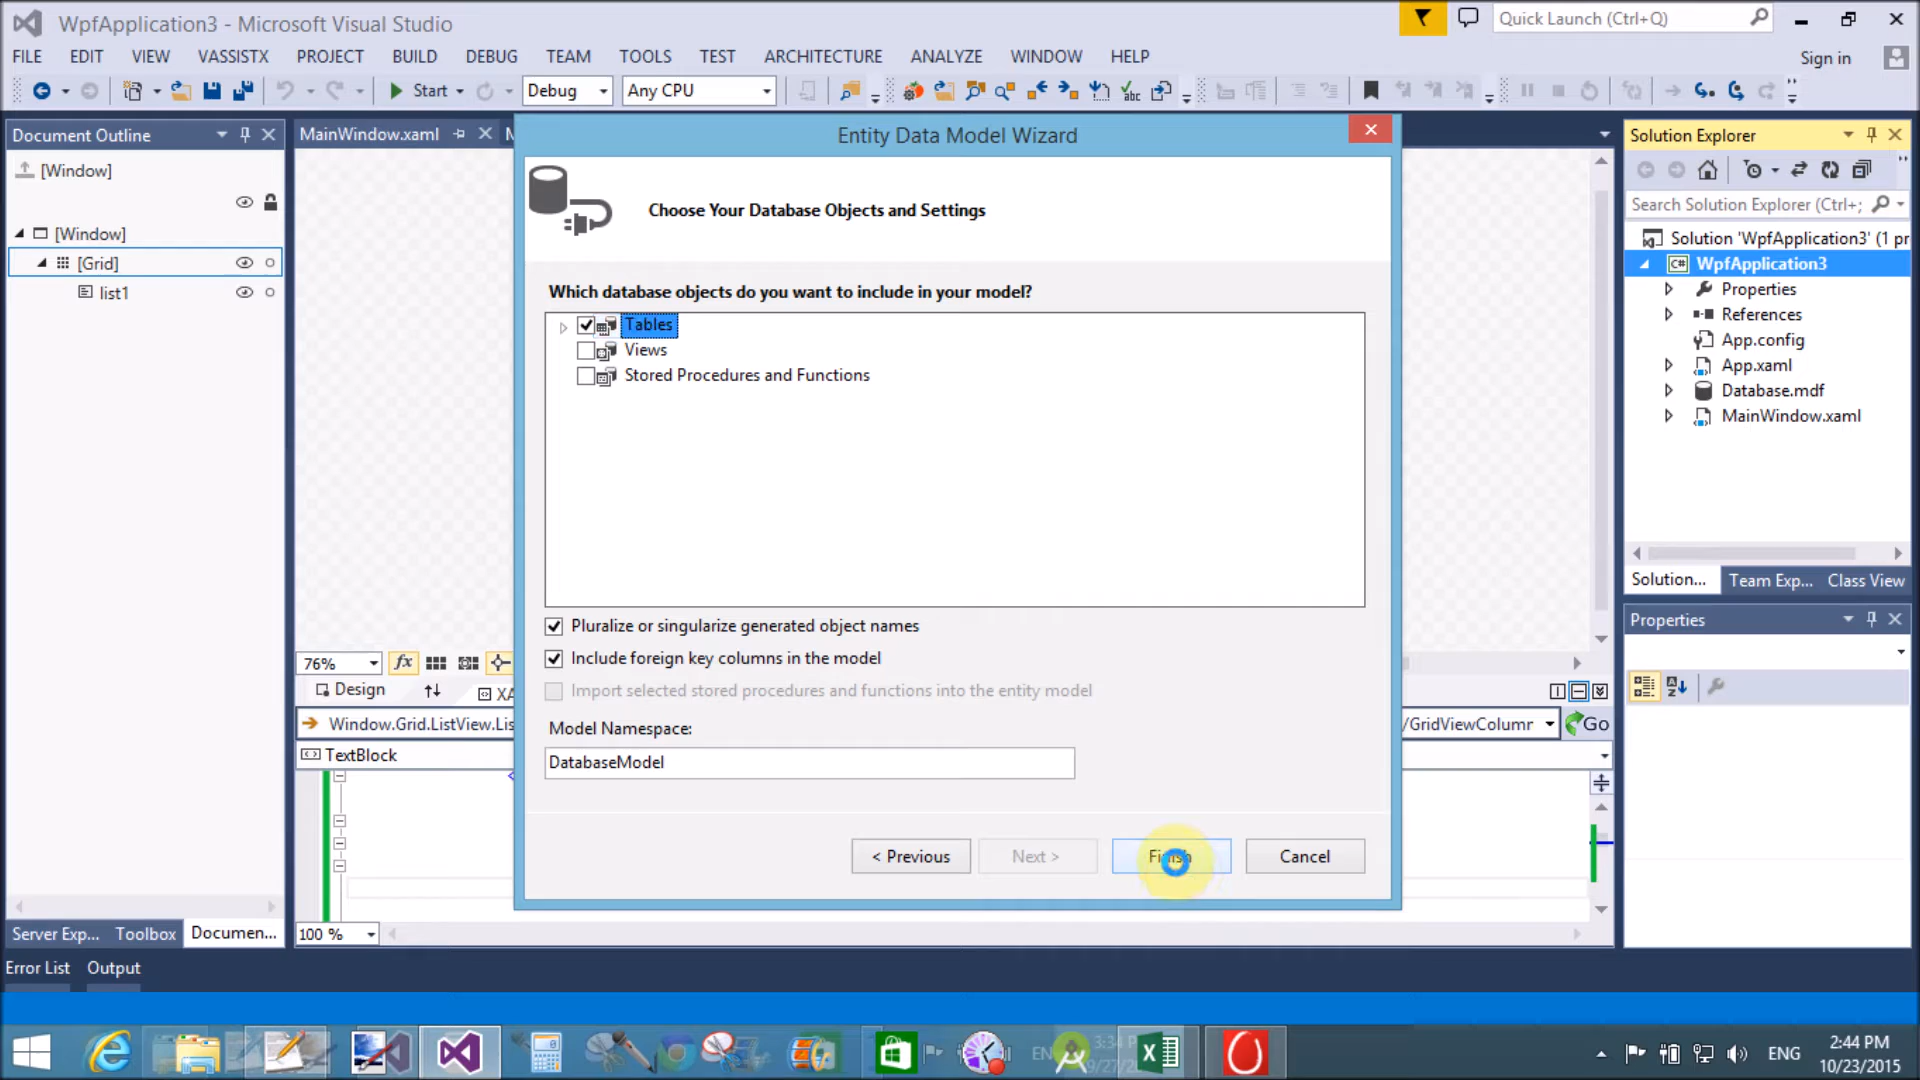 WpfApplication3 - Microsoft Visual Studio
Quick Launch (Ctrl+Q)
FILE EDIT VIEW VASSISTX PROJECT BUILD DEBUG TEAM TOOLS TEST ARCHITECTURE ANALYZE WINDOW HELP
Sign in
Start Debug Any CPU
Document Outline
MainWindow.xaml
Entity Data Model Wizard
Solution Explorer
[Window]
[Window]
[Grid]
list1
Choose Your Database Objects and Settings
Which database objects do you want to include in your model?
Tables
Views
Stored Procedures and Functions
Pluralize or singularize generated object names
Include foreign key columns in the model
Import selected stored procedures and functions into the entity model
Model Namespace:
DatabaseModel
< Previous
Next >
Finish
Cancel
Search Solution Explorer (Ctrl+;
Solution 'WpfApplication3' (1 pr
WpfApplication3
Properties
References
App.config
App.xaml
Database.mdf
MainWindow.xaml
Solution... Team Exp... Class View
Properties
76%
fx
Design
XA
Window.Grid.ListView.Lis
/GridViewColumn
Go
TextBlock
100 %
Server Exp... Toolbox Documen...
Error List Output
ENG
2:44 PM
10/23/2015